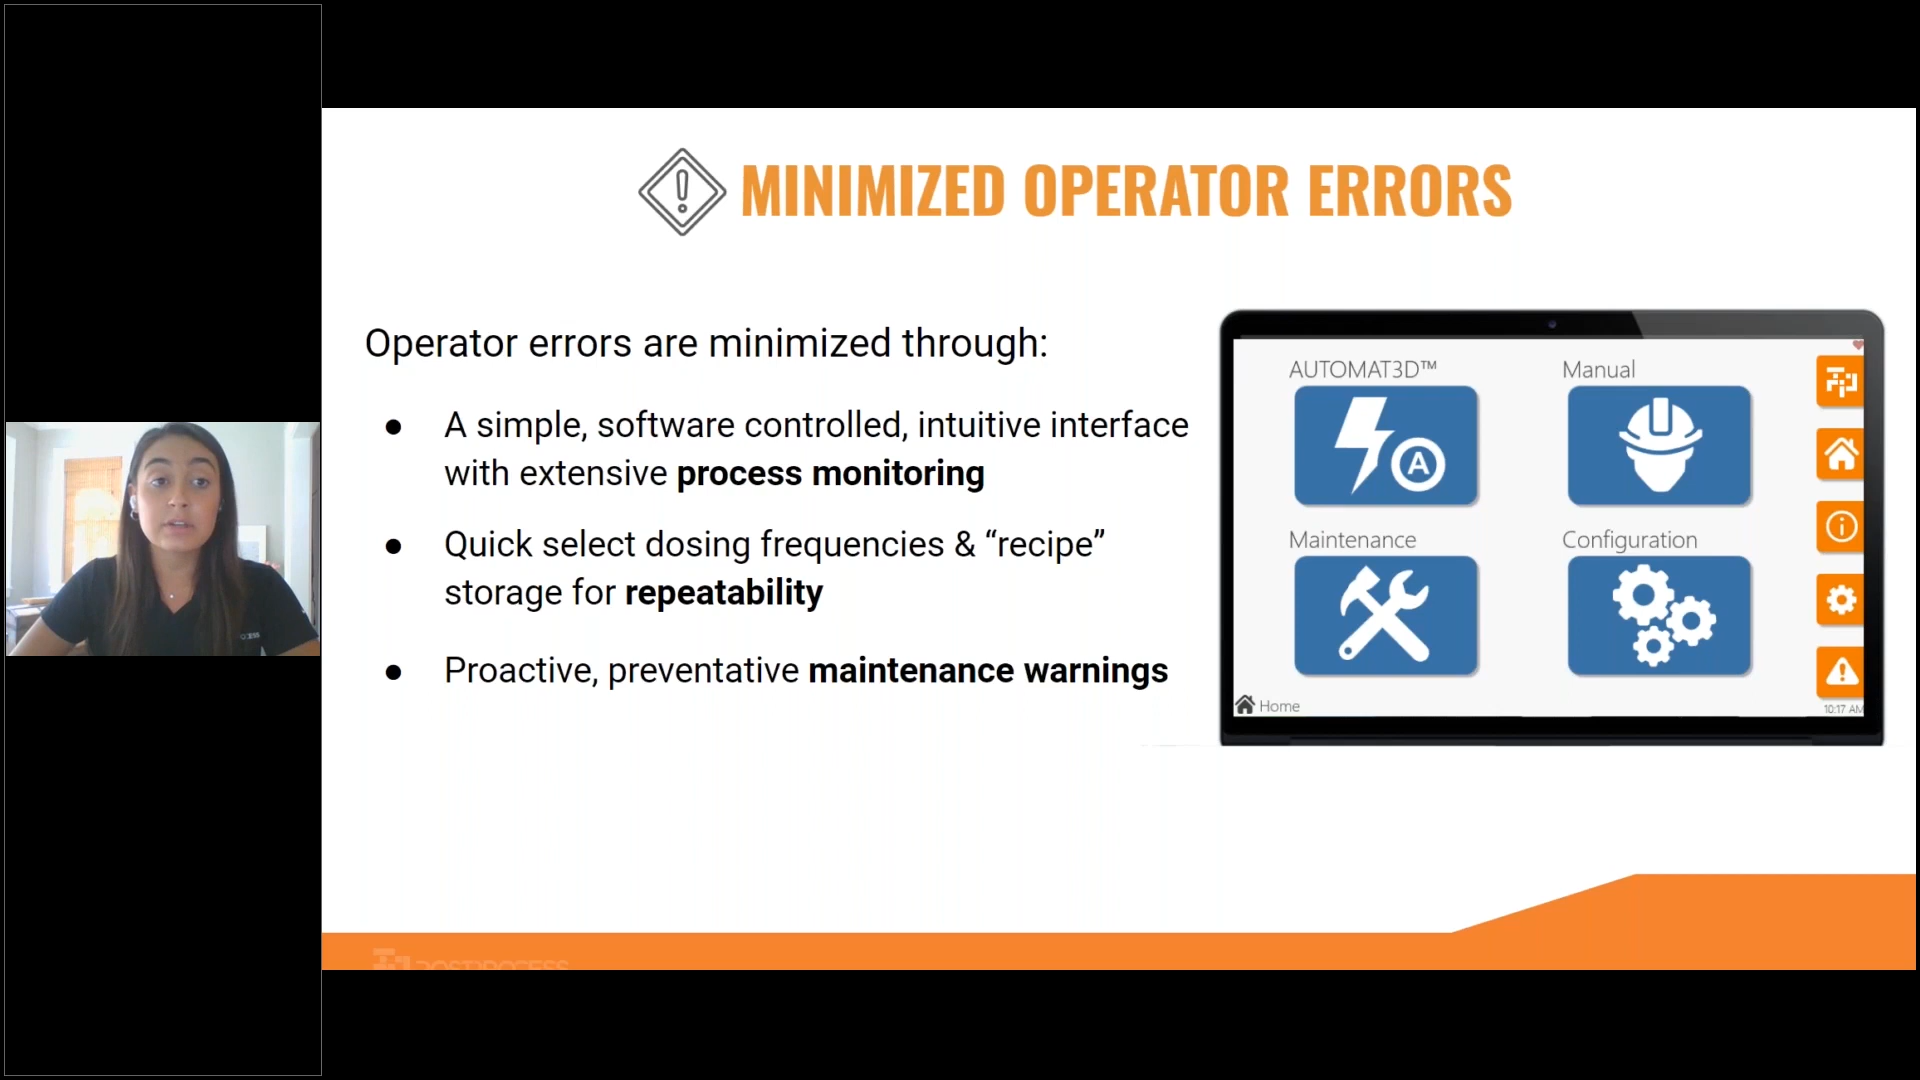 MINIMIZED OPERATOR ERRORS
Operator errors are minimized through:
● A simple, software controlled, intuitive interface
with extensive process monitoring
● Quick select dosing frequencies & “recipe”
storage for repeatability
● Proactive, preventative maintenance warnings
AUTOMAT3D™
Manual
A
Maintenance
Configuration
Home
10:17 AM